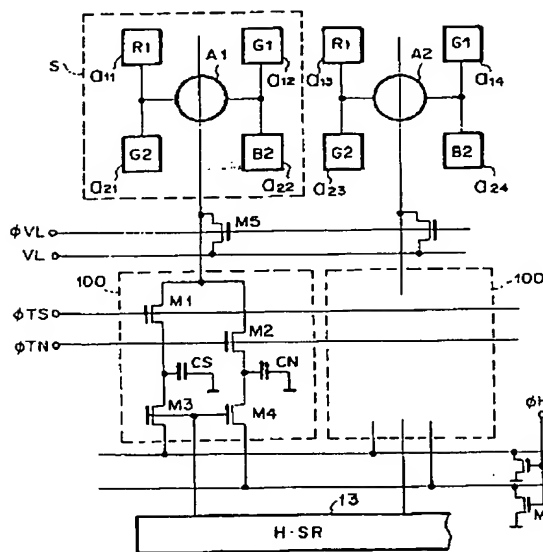 R1 A1 G1 R1 A2 G1
S
a11 a12 a13 a14
G2 B2 G2 B2
a21 a22 a23 a24
φVL M5
VL
100 100
φTS M1
φTN M2
CS CN
M3 M4 φH
M
13
H·SR